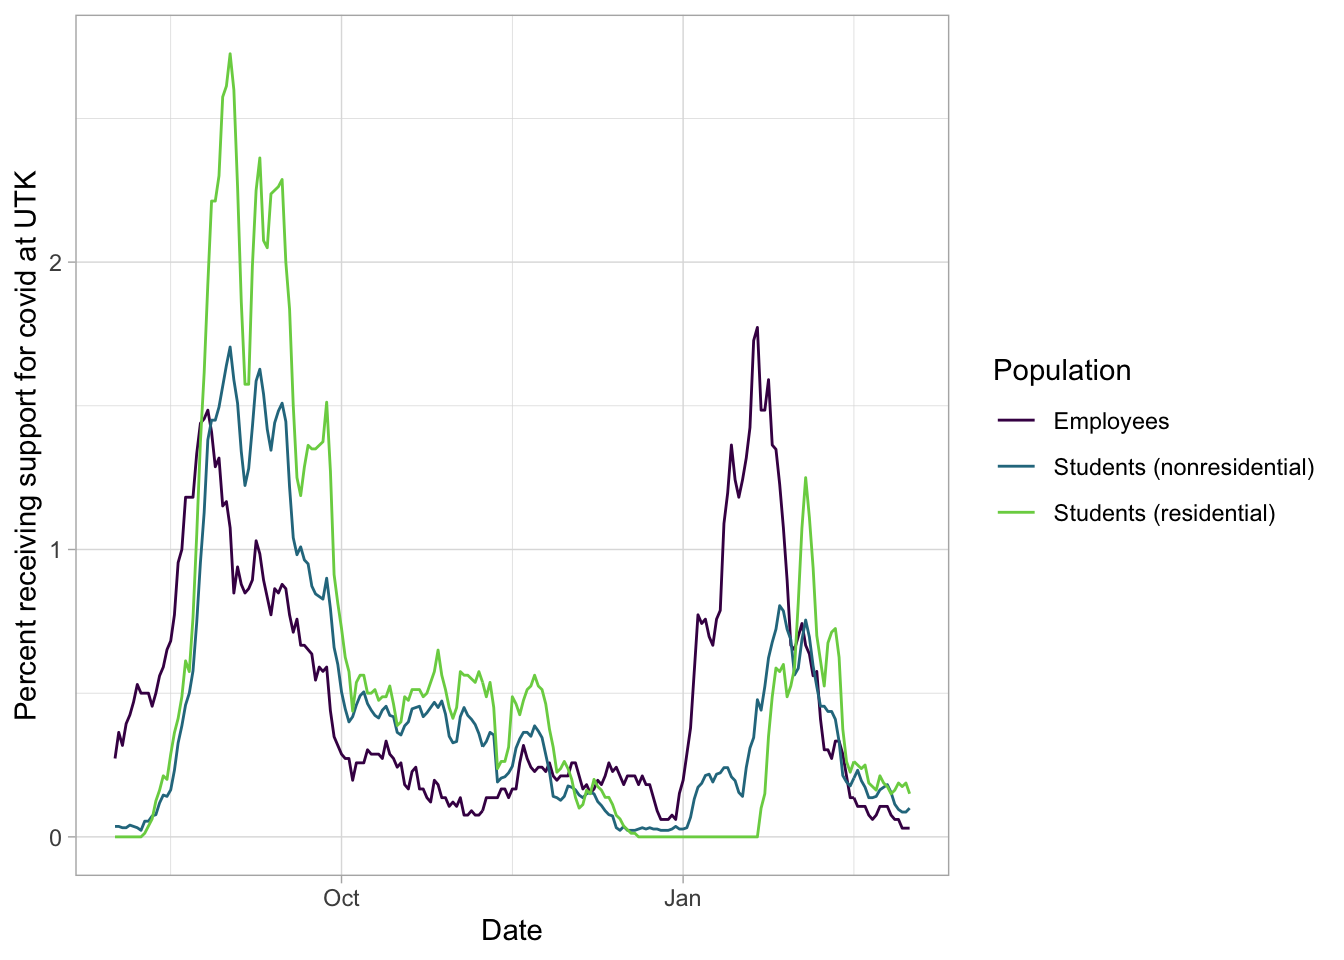 Percent receiving support for covid at UTK
2
1
0
Oct
Jan
Date
Population
Employees
Students (nonresidential)
Students (residential)